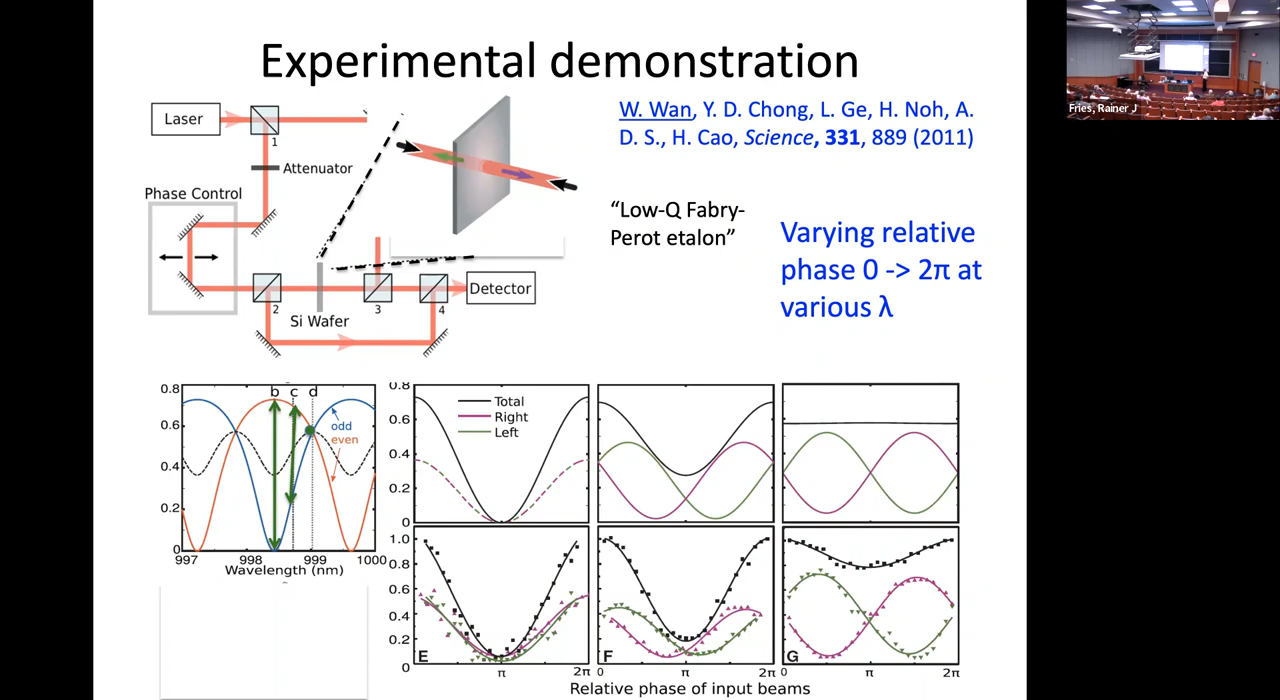 Experimental demonstration
Laser
1
Attenuator
Phase Control
2
Si Wafer
3
4
Detector
W. Wan, Y. D. Chong, L. Ge, H. Noh, A.
D. S., H. Cao, Science, 331, 889 (2011)
“Low-Q Fabry-
Perot etalon”
Varying relative
phase 0 -> 2π at
various λ
Fries, Rainer J
b c d
0.8
0.6
0.4
0.2
0
odd
even
997 998 999 1000
Wavelength (nm)
0.8
0.6
0.4
0.2
0
Total
Right
Left
1.0
0.8
0.6
0.4
0.2
0
E
F
G
π 2π 0 π 2π 0 π 2π
Relative phase of input beams